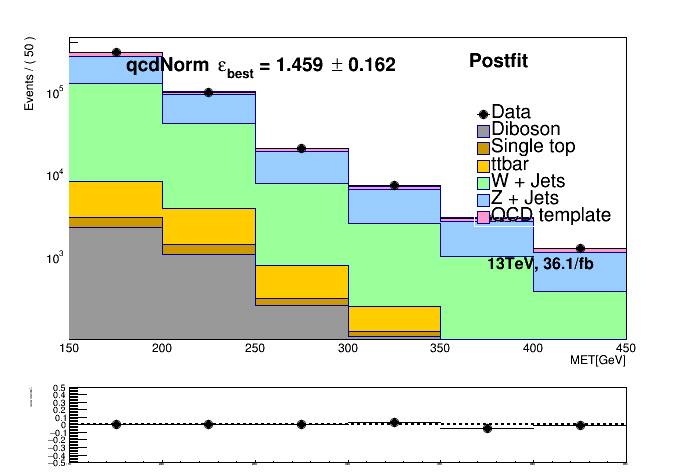 Events / ( 50 )
qcdNorm ε_best = 1.459 ± 0.162
Postfit
Data
Diboson
Single top
ttbar
W + Jets
Z + Jets
QCD template
13TeV, 36.1/fb
10^5
10^4
10^3
150 200 250 300 350 400 450
MET[GeV]
0.5
0.4
0.3
0.2
0.1
0
−0.1
−0.2
−0.3
−0.4
−0.5